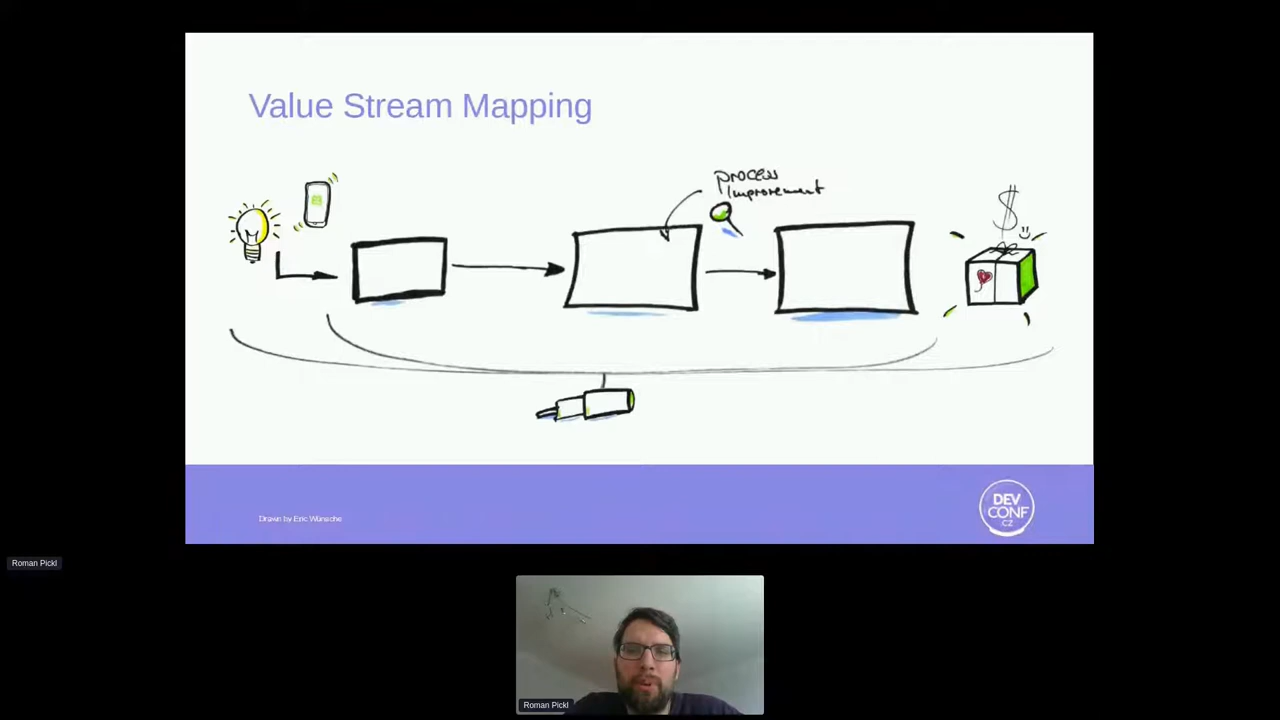 Value Stream Mapping
process
improvement
$
Drawn by Eric Wünsche
DEV
CONF
.CZ
Roman Pickl
Roman Pickl